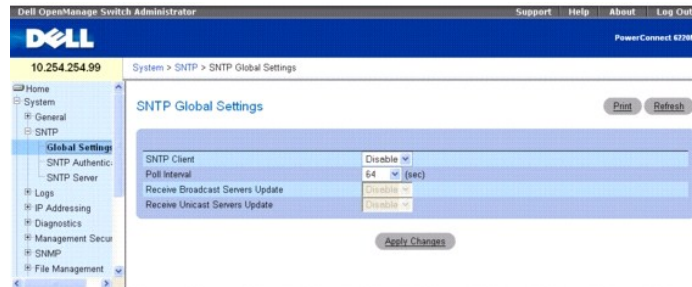 Dell OpenManage Switch Administrator Support Help About Log Out
DELL
PowerConnect
10.254.254.99
System > SNTP > SNTP Global Settings
Home
System
General
SNTP
Global Settings
SNTP Authentic
SNTP Server
Logs
IP Addressing
Diagnostics
Management Secur
SNMP
File Management
SNTP Global Settings
Print Refresh
SNTP Client Disable
Poll Interval 64 (sec)
Receive Broadcast Servers Update Disable
Receive Unicast Servers Update Disable
Apply Changes